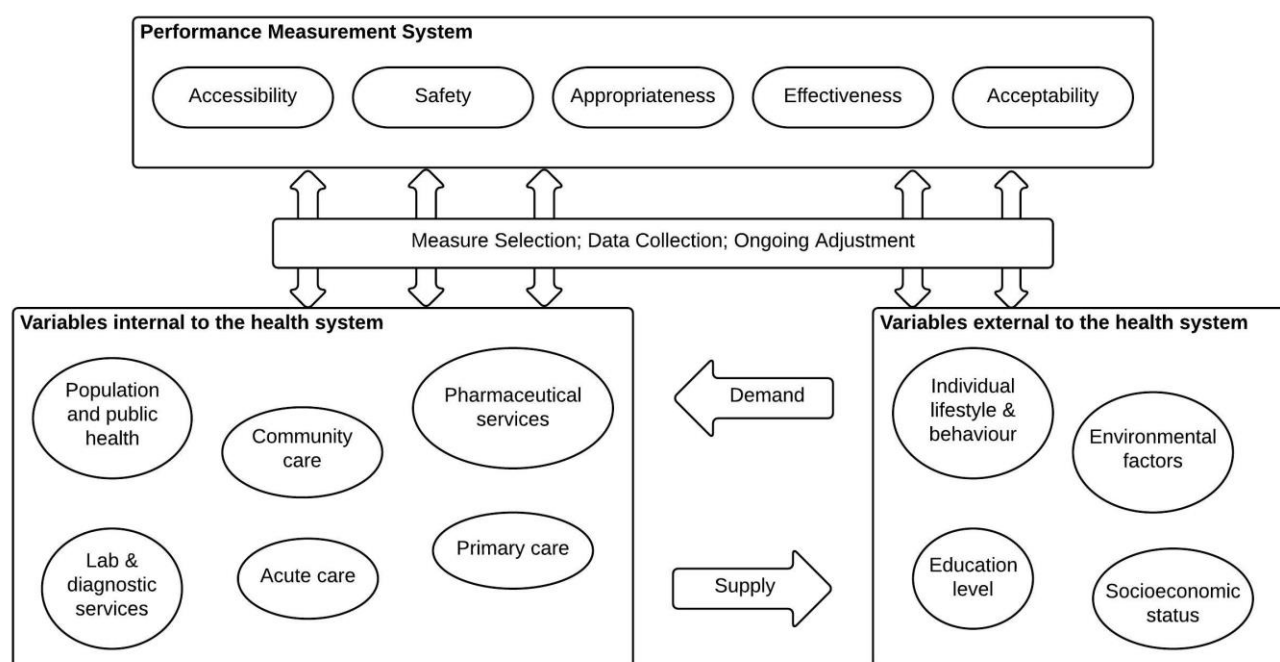 Performance Measurement System
Accessibility
Safety
Appropriateness
Effectiveness
Acceptability
Measure Selection; Data Collection; Ongoing Adjustment
Variables internal to the health system
Population
and public
health
Community
care
Pharmaceutical
services
Lab &
diagnostic
services
Acute care
Primary care
Demand
Supply
Variables external to the health system
Individual
lifestyle &
behaviour
Environmental
factors
Education
level
Socioeconomic
status